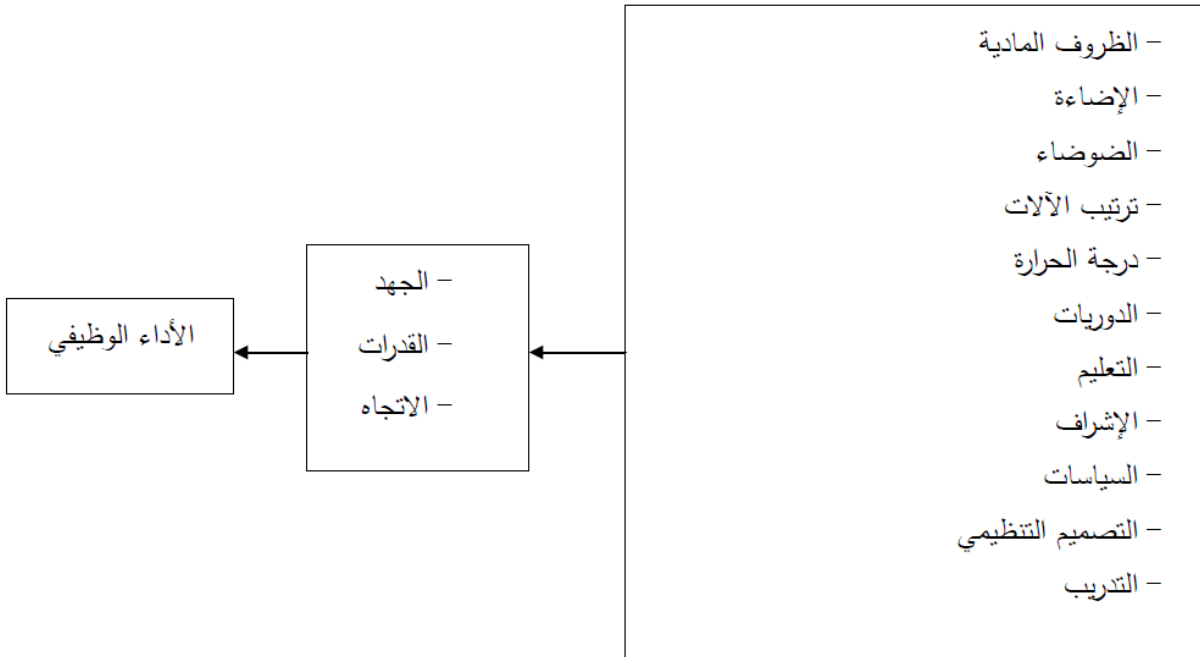 – الظروف المادية
– الإضاءة
– الضوضاء
– ترتيب الآلات
– درجة الحرارة
– الدوريات
– التعليم
– الإشراف
– السياسات
– التصميم التنظيمي
– التدريب
– الجهد
– القدرات
– الاتجاه
الأداء الوظيفي